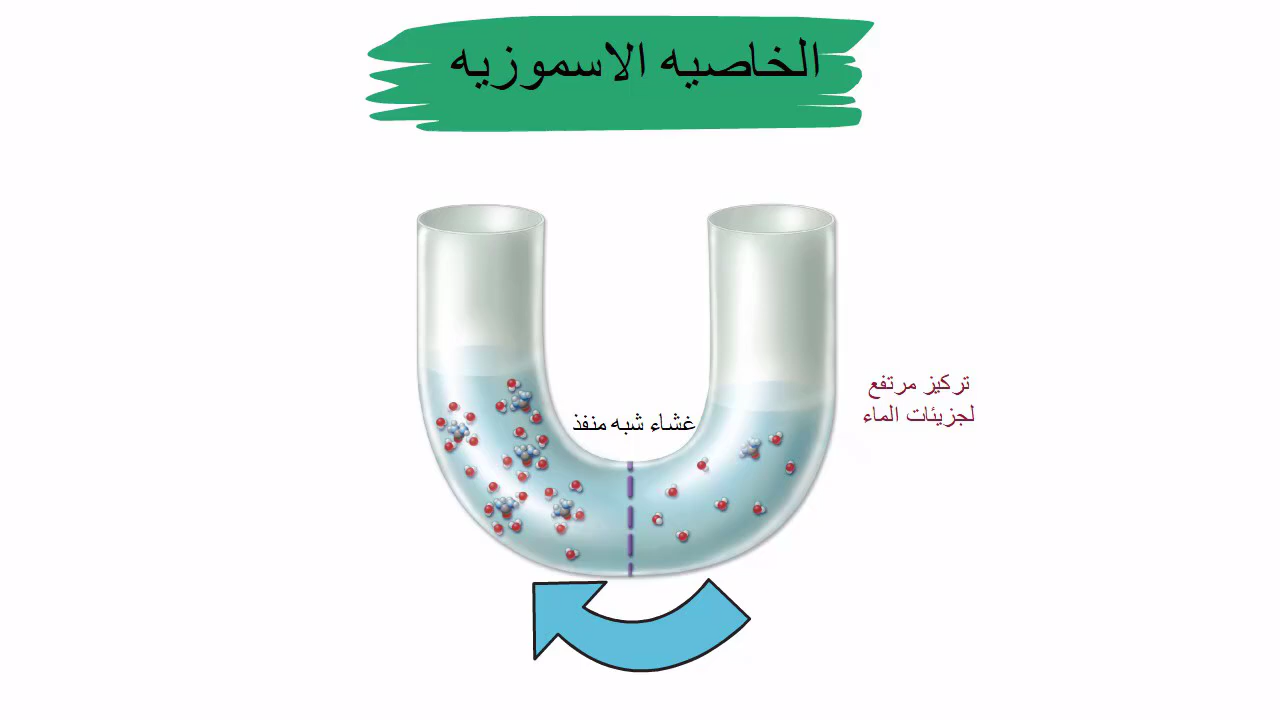 الخاصيه الاسموزيه
تركيز مرتفع
لجزيئات الماء
غشاء شبه منفذ